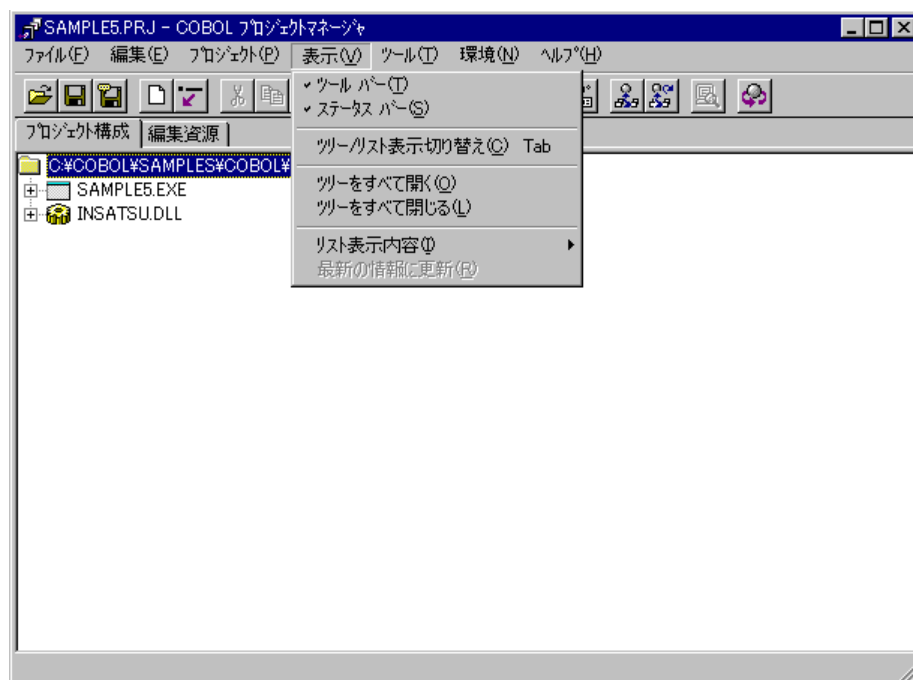 SAMPLE5.PRJ - COBOL プロジェクトマネージャ
ファイル(F) 編集(E) プロジェクト(P) 表示(V) ツール(T) 環境(N) ヘルプ(H)
プロジェクト構成 編集資源
C:¥COBOL¥SAMPLES¥COBOL¥
SAMPLE5.EXE
INSATSU.DLL
ツール バー(T)
ステータス バー(S)
ツリー/リスト表示切り替え(C) Tab
ツリーをすべて開く(O)
ツリーをすべて閉じる(L)
リスト表示内容(I)
最新の情報に更新(R)